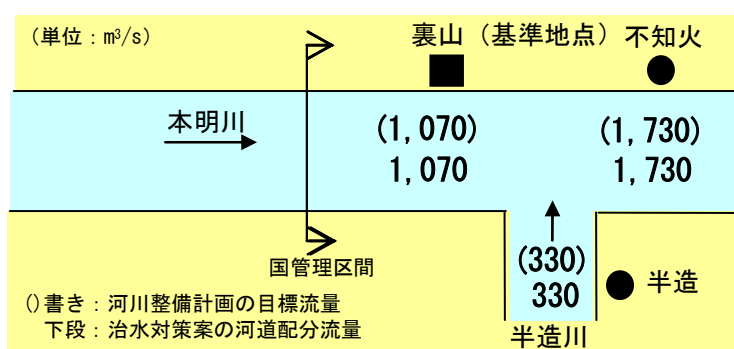 （単位：m³/s）
裏山（基準地点）
不知火
本明川
(1,070)
1,070
(1,730)
1,730
国管理区間
(330)
330
半造
半造川
()書き：河川整備計画の目標流量
下段：治水対策案の河道配分流量